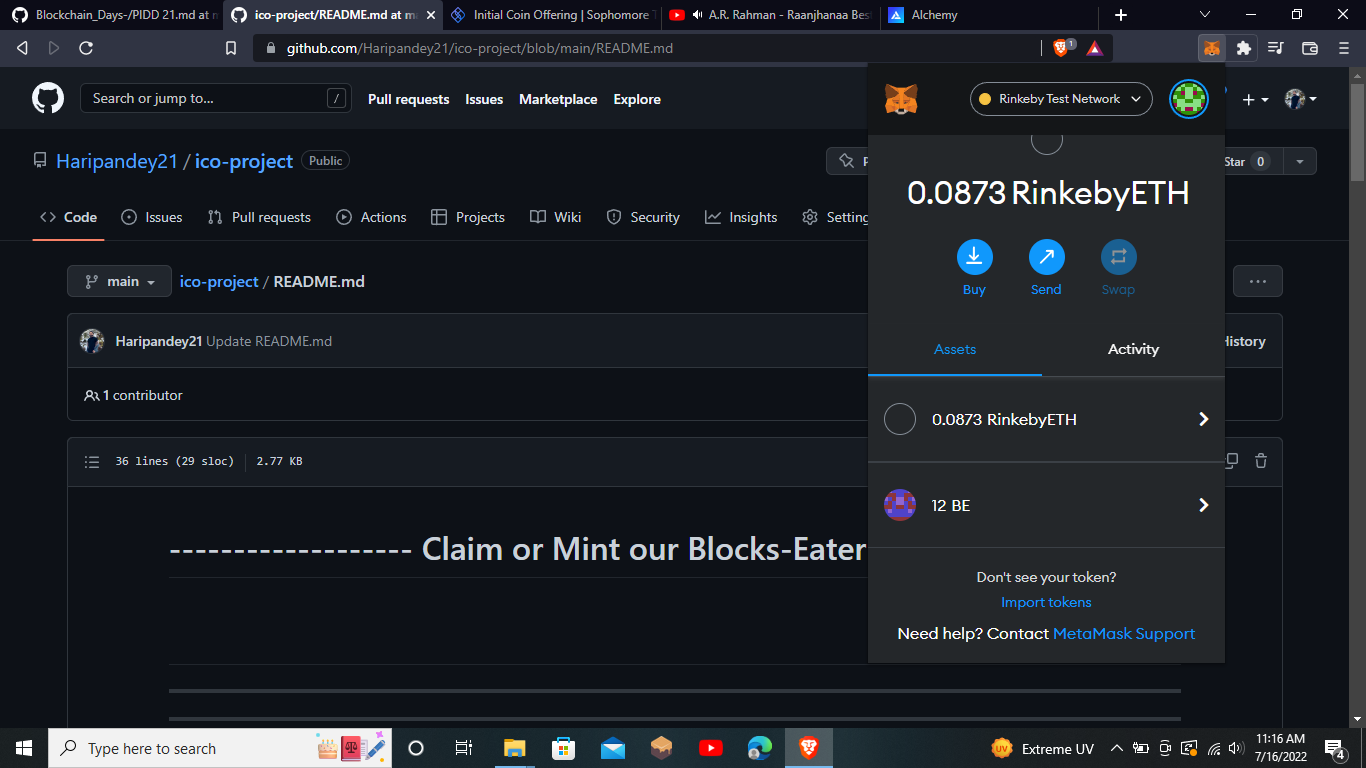 Blockchain_Days-/PIDD 21.md at m
ico-project/README.md at ma
Initial Coin Offering | Sophomore T
A.R. Rahman - Raanjhanaa Best
Alchemy
github.com/Haripandey21/ico-project/blob/main/README.md
1
Search or jump to...
/
Pull requests
Issues
Marketplace
Explore
Rinkeby Test Network
Haripandey21 / ico-project
Public
P
Star 0
0.0873 RinkebyETH
Code
Issues
Pull requests
Actions
Projects
Wiki
Security
Insights
Setting
Buy
Send
Swap
main
ico-project / README.md
...
Haripandey21 Update README.md
History
Assets
Activity
1 contributor
0.0873 RinkebyETH
36 lines (29 sloc)
2.77 KB
12 BE
------------------- Claim or Mint our Blocks-Eater
Don't see your token?
Import tokens
Need help? Contact MetaMask Support
Type here to search
UV
Extreme UV
11:16 AM
7/16/2022
4